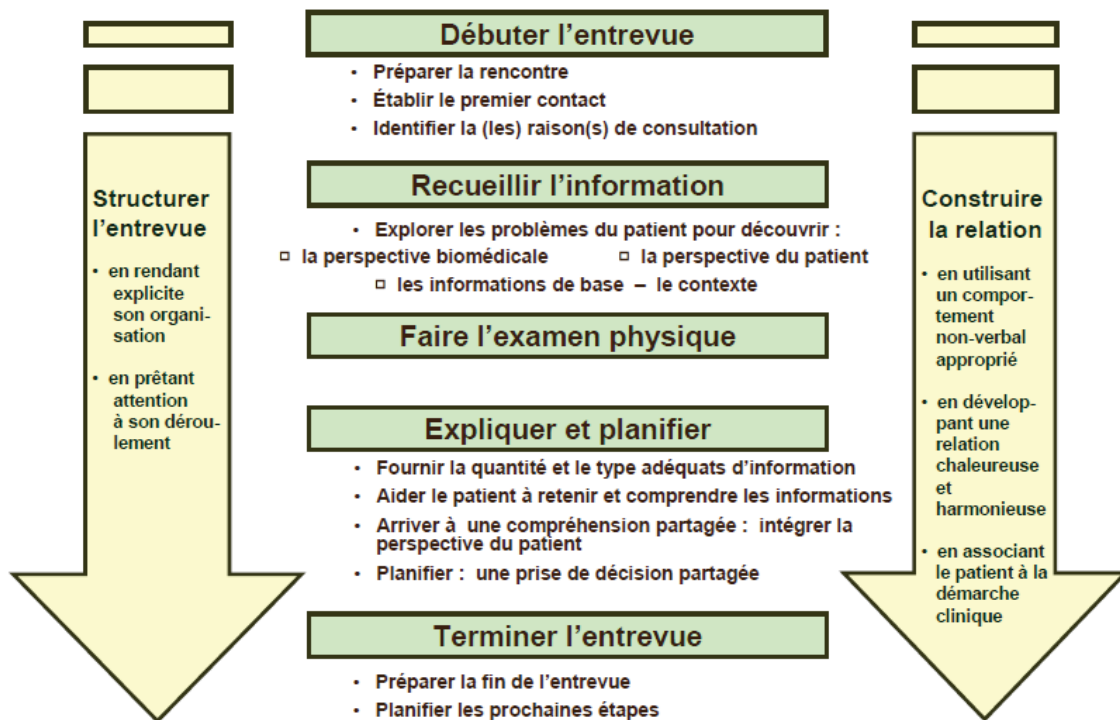 Débuter l'entrevue
• Préparer la rencontre
• Établir le premier contact
• Identifier la (les) raison(s) de consultation
Recueillir l'information
• Explorer les problèmes du patient pour découvrir :
□ la perspective biomédicale □ la perspective du patient
□ les informations de base – le contexte
Faire l'examen physique
Expliquer et planifier
• Fournir la quantité et le type adéquats d'information
• Aider le patient à retenir et comprendre les informations
• Arriver à une compréhension partagée : intégrer la
perspective du patient
• Planifier : une prise de décision partagée
Terminer l'entrevue
• Préparer la fin de l'entrevue
• Planifier les prochaines étapes
Structurer
l'entrevue
• en rendant
explicite
son organi-
sation
• en prêtant
attention
à son dérou-
lement
Construire
la relation
• en utilisant
un compor-
tement
non-verbal
approprié
• en dévelop-
pant une
relation
chaleureuse
et
harmonieuse
• en associant
le patient à la
démarche
clinique